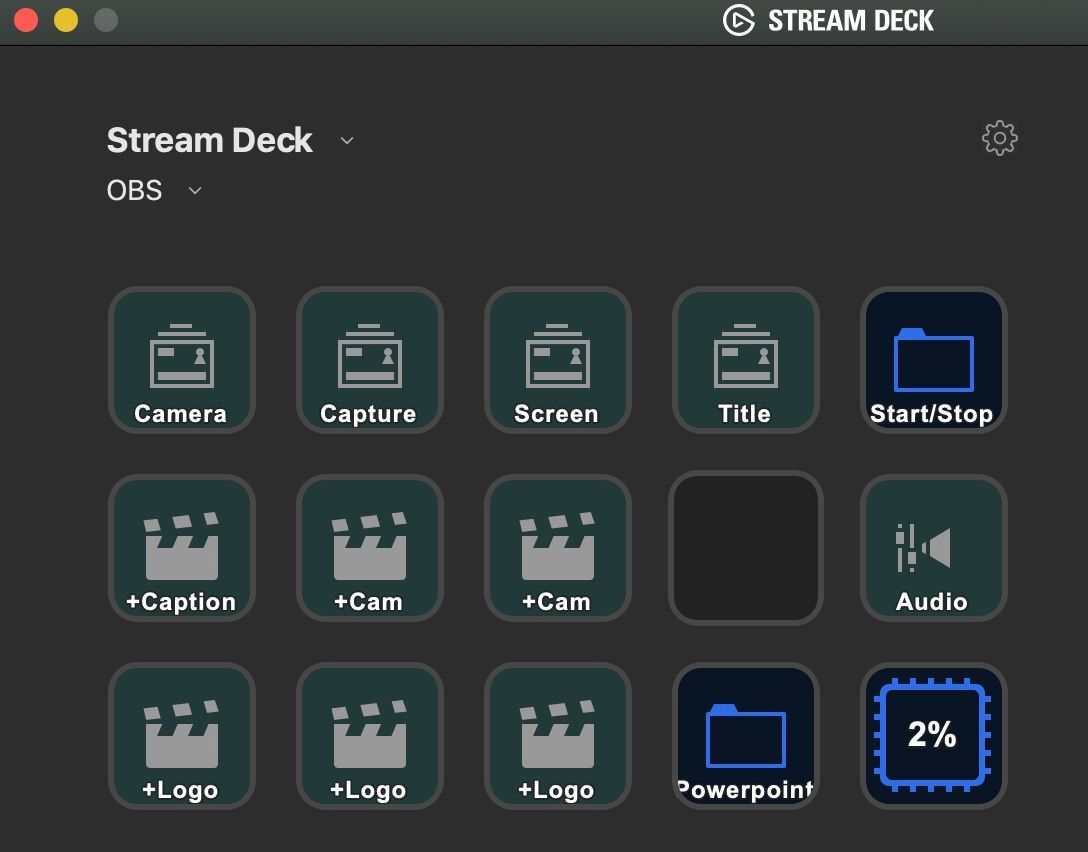 STREAM DECK
Stream Deck
OBS
Camera Capture Screen Title Start/Stop
+Caption +Cam +Cam Audio
+Logo +Logo +Logo Powerpoint 2%